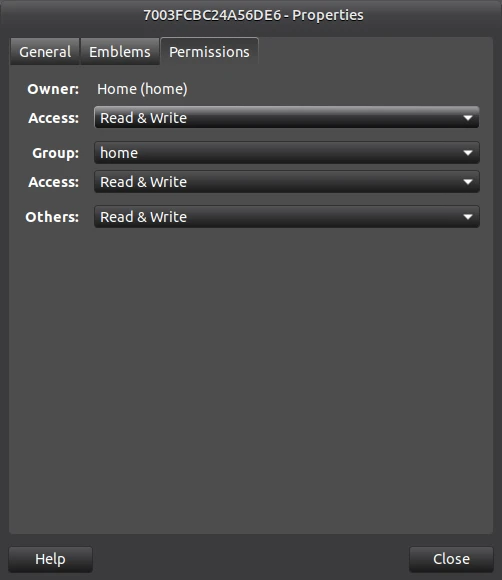 7003FCBC24A56DE6 - Properties
General Emblems Permissions
Owner: Home (home)
Access: Read & Write
Group: home
Access: Read & Write
Others: Read & Write
Help Close